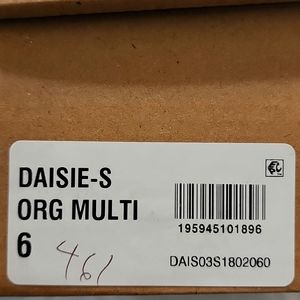 DAISIE-S
ORG MULTI
6
461
195945101896
DAIS03S1802060